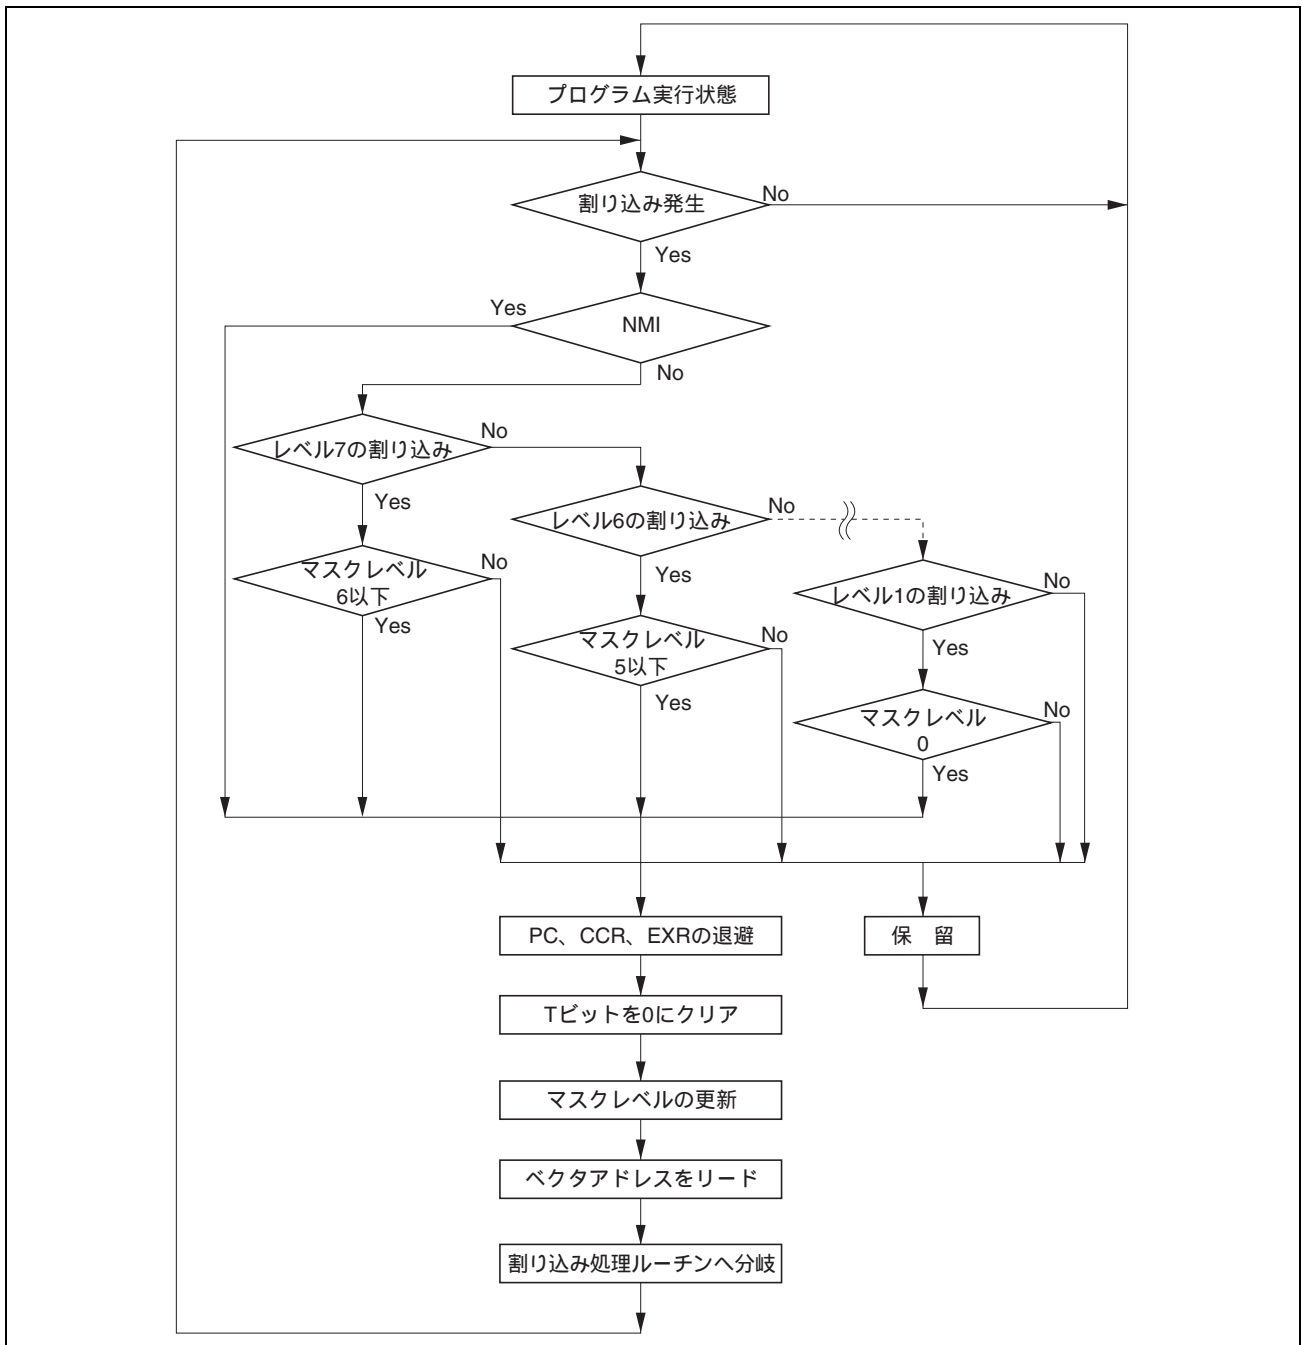 プログラム実行状態
割り込み発生
No
Yes
Yes
NMI
No
レベル7の割り込み
No
Yes
レベル6の割り込み
No
Yes
マスクレベル
6以下
No
Yes
レベル1の割り込み
No
Yes
マスクレベル
5以下
No
Yes
マスクレベル
0
No
Yes
PC、CCR、EXRの退避
保 留
Tビットを0にクリア
マスクレベルの更新
ベクタアドレスをリード
割り込み処理ルーチンへ分岐